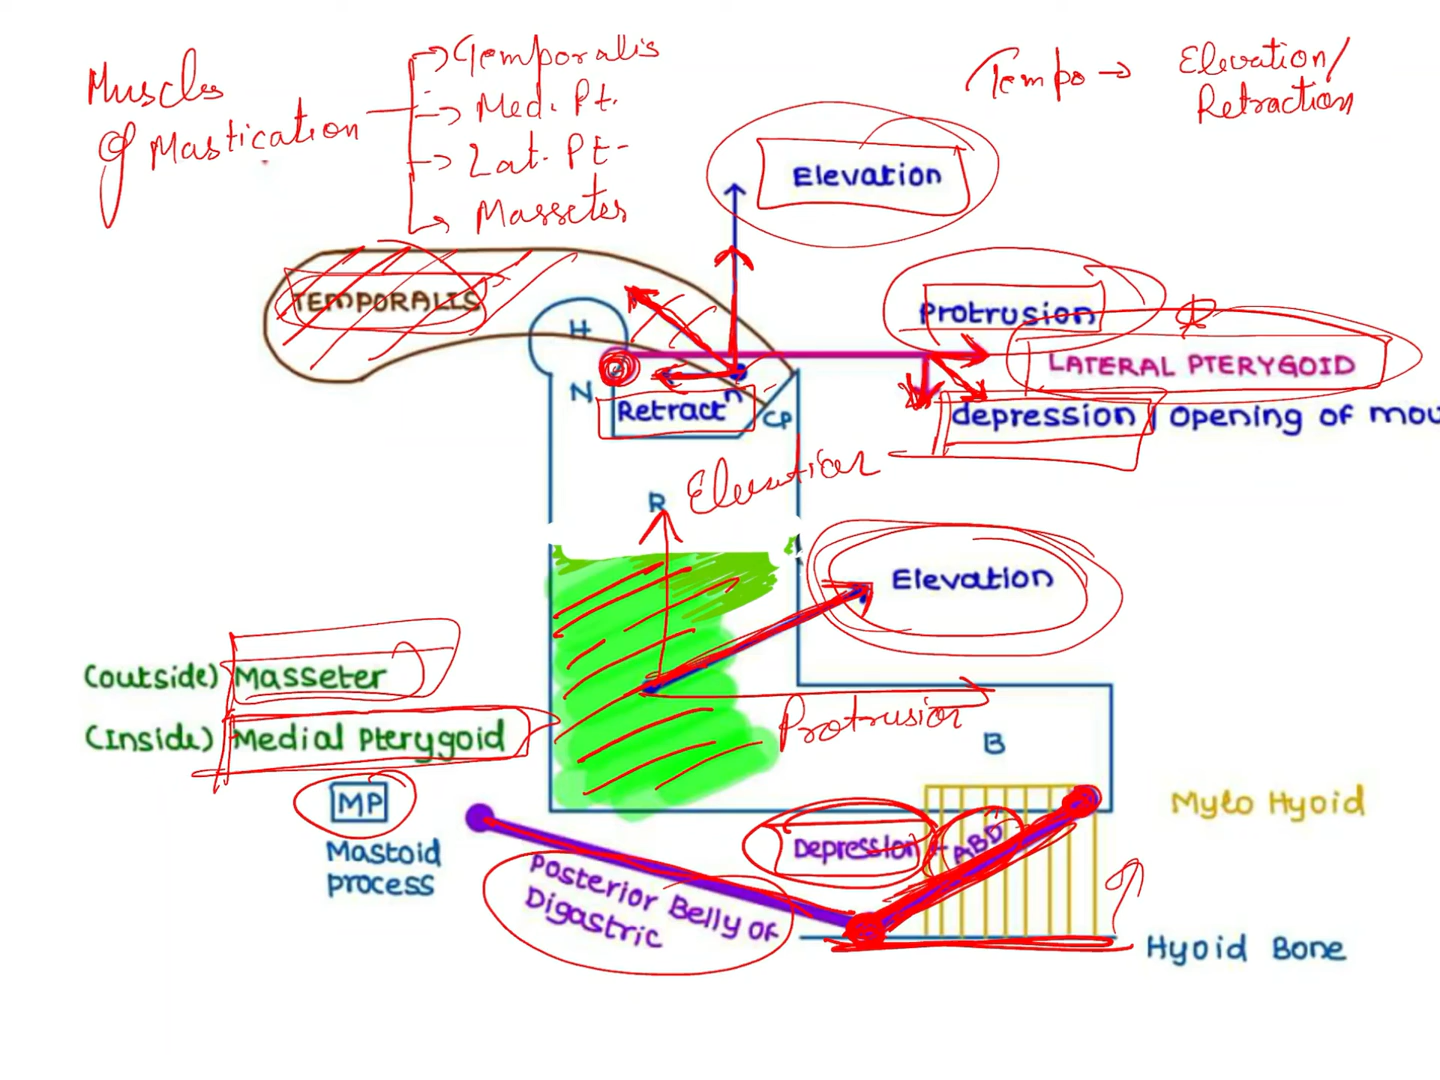 Muscles
of Mastication
Temporalis
Med. Pt.
Lat. Pt-
Masseter
Tempo → Elevation/
Retraction
Elevation
TEMPORALIS
H
Protrusion
LATERAL PTERYGOID
N
Retractⁿ
CP
depression / Opening of mou
Elevation
R
Elevation
(outside) Masseter
(Inside) Medial Pterygoid
Protrusion
B
MP
Mastoid
process
Depression
ABD
Mylo Hyoid
Posterior Belly of
Digastric
Hyoid Bone